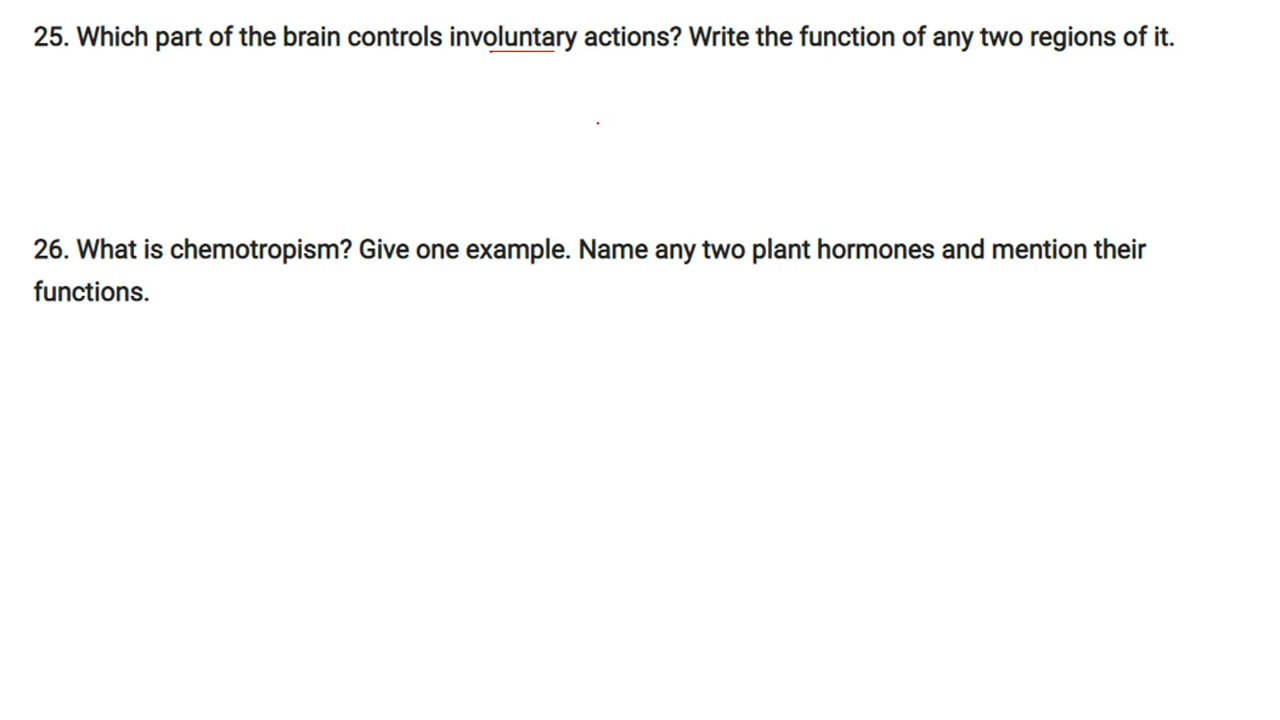 25. Which part of the brain controls involuntary actions? Write the function of any two regions of it.
26. What is chemotropism? Give one example. Name any two plant hormones and mention their
functions.